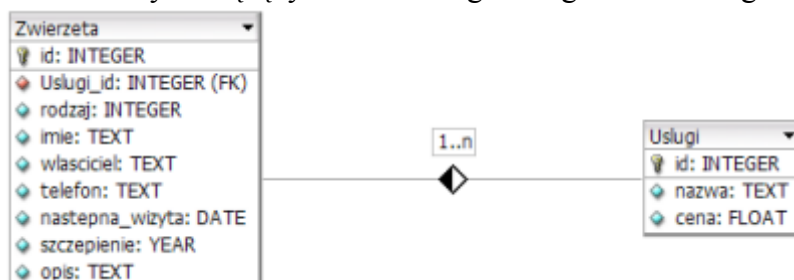 Zwierzeta
id: INTEGER
Uslugi_id: INTEGER (FK)
rodzaj: INTEGER
imie: TEXT
wlasciciel: TEXT
telefon: TEXT
nastepna_wizyta: DATE
szczepienie: YEAR
opis: TEXT
1..n
Uslugi
id: INTEGER
nazwa: TEXT
cena: FLOAT